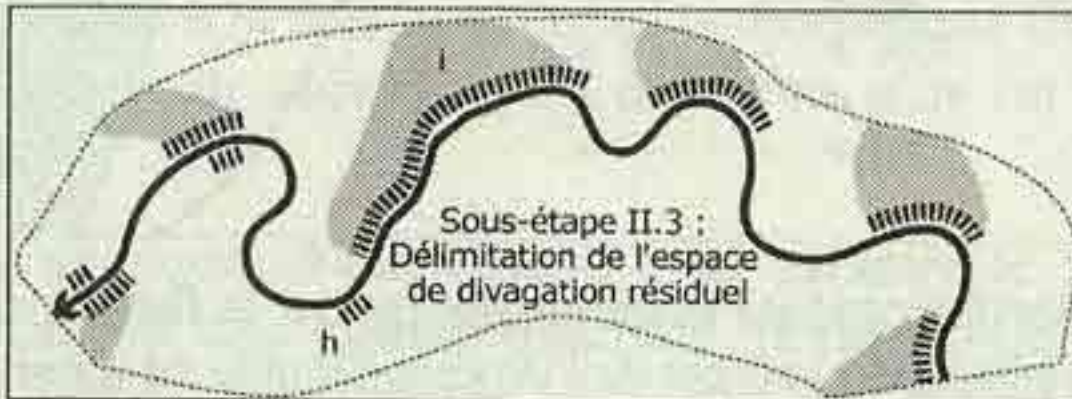 i
Sous-étape II.3 :
Délimitation de l'espace
de divagation résiduel
h